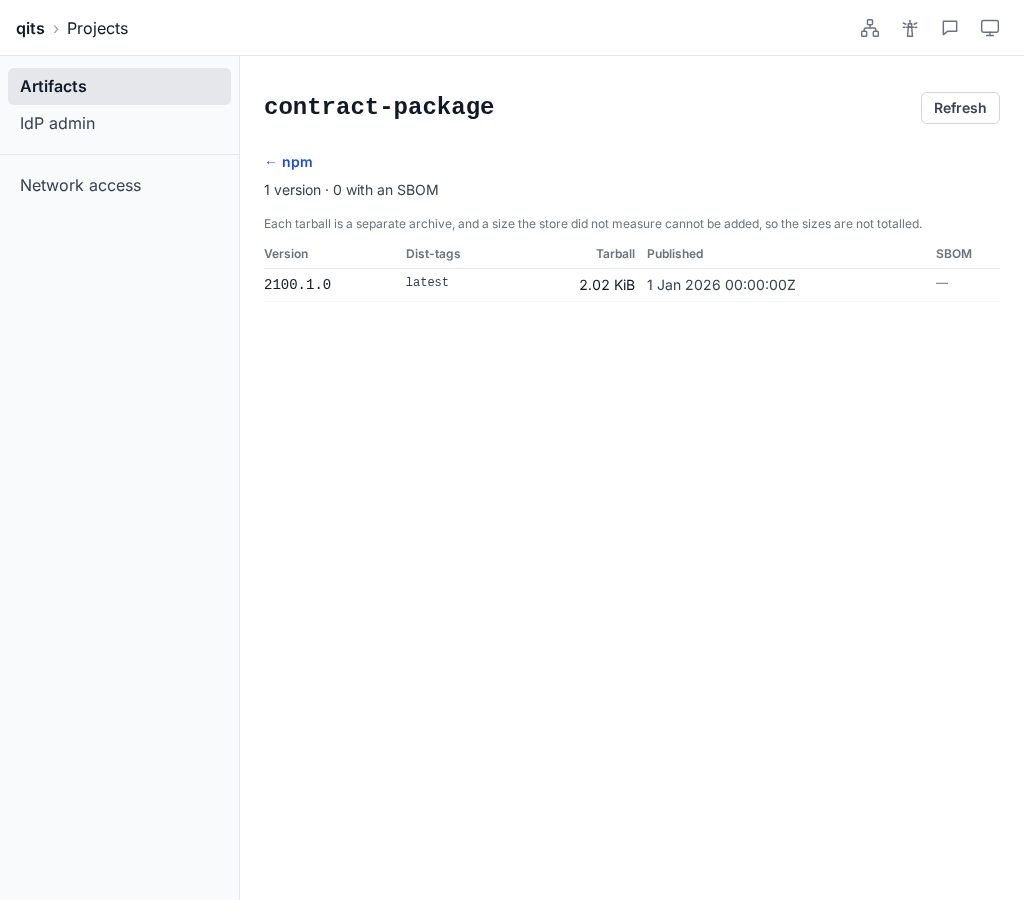 qits › Projects
Artifacts
IdP admin
Network access
contract-package
Refresh
← npm
1 version · 0 with an SBOM
Each tarball is a separate archive, and a size the store did not measure cannot be added, so the sizes are not totalled.
Version Dist-tags Tarball Published SBOM
2100.1.0 latest 2.02 KiB 1 Jan 2026 00:00:00Z —